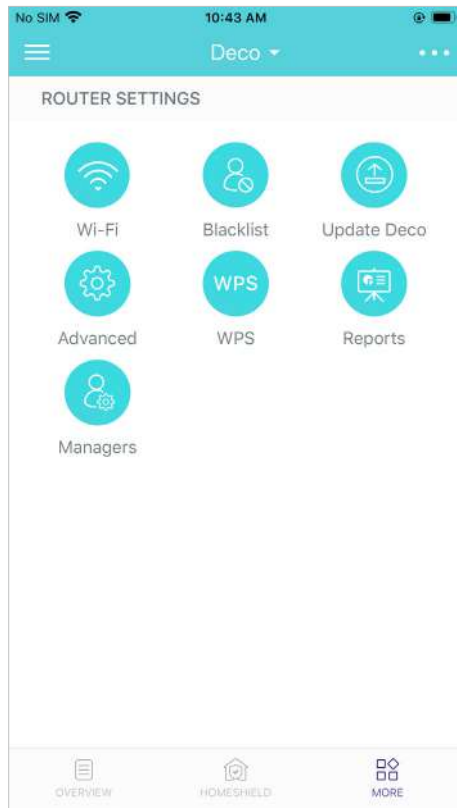 No SIM 10:43 AM
Deco
ROUTER SETTINGS
Wi-Fi Blacklist Update Deco
WPS
Advanced WPS Reports
Managers
OVERVIEW HOMESHIELD MORE